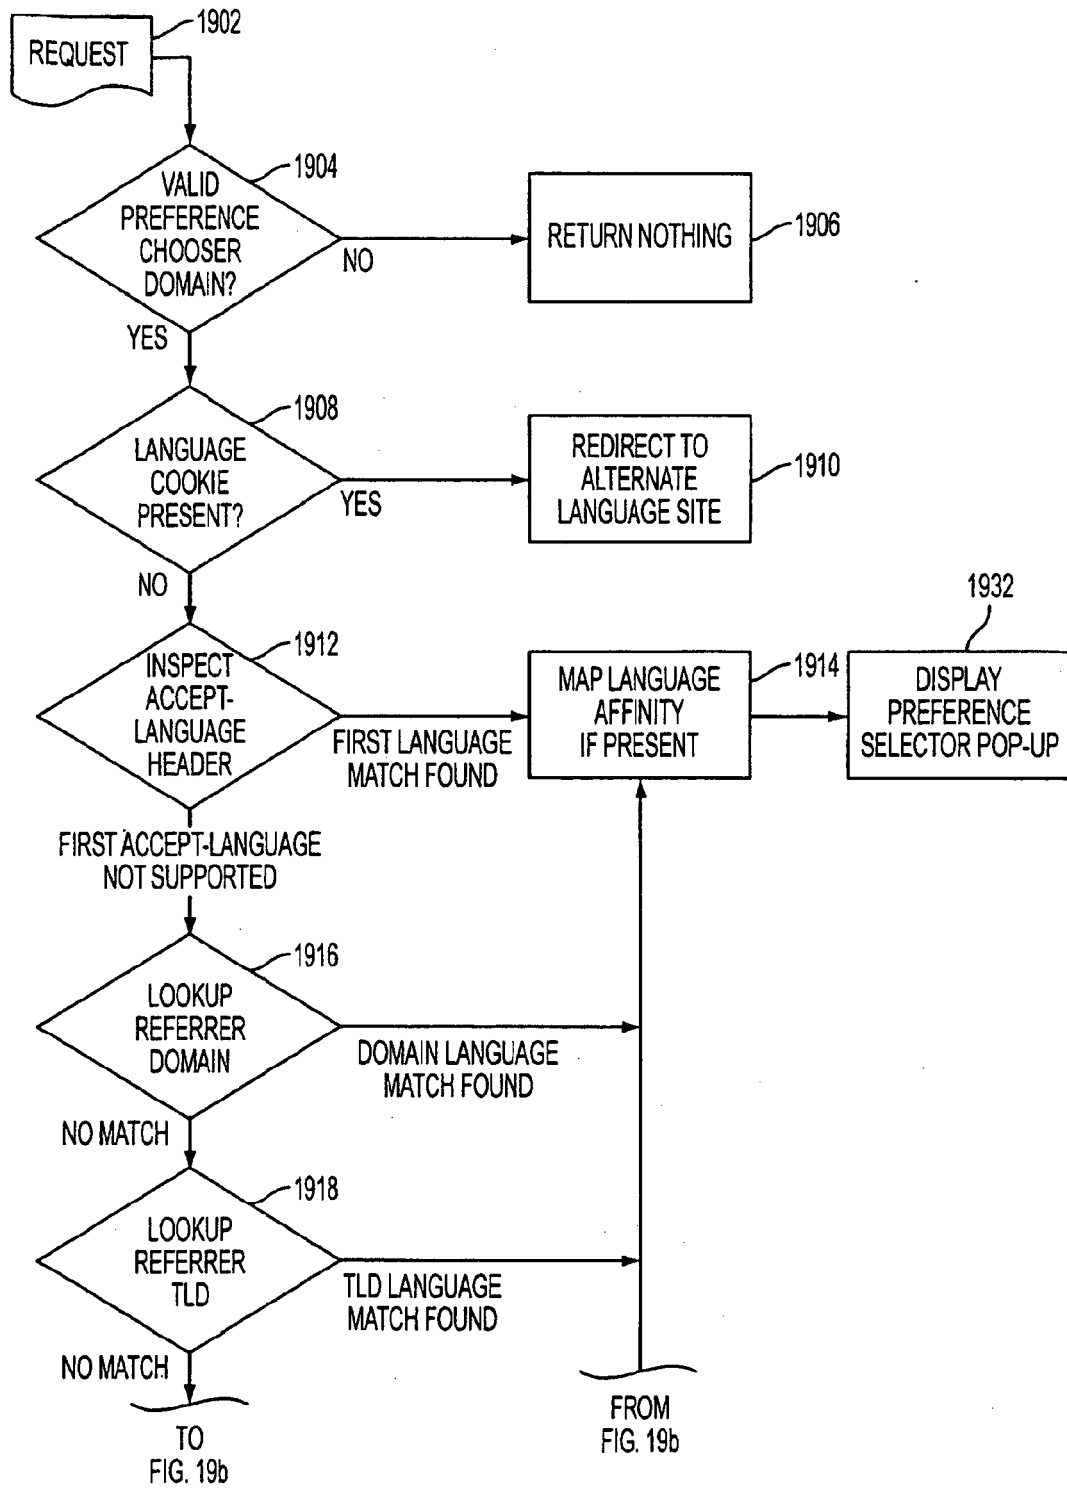 1902
REQUEST
1904
VALID
PREFERENCE
CHOOSER
DOMAIN?
NO
RETURN NOTHING
1906
YES
1908
LANGUAGE
COOKIE
PRESENT?
YES
REDIRECT TO
ALTERNATE
LANGUAGE SITE
1910
NO
1912
INSPECT
ACCEPT-
LANGUAGE
HEADER
FIRST LANGUAGE
MATCH FOUND
MAP LANGUAGE
AFFINITY
IF PRESENT
1914
1932
DISPLAY
PREFERENCE
SELECTOR POP-UP
FIRST ACCEPT-LANGUAGE
NOT SUPPORTED
1916
LOOKUP
REFERRER
DOMAIN
DOMAIN LANGUAGE
MATCH FOUND
NO MATCH
1918
LOOKUP
REFERRER
TLD
TLD LANGUAGE
MATCH FOUND
NO MATCH
TO
FIG. 19b
FROM
FIG. 19b